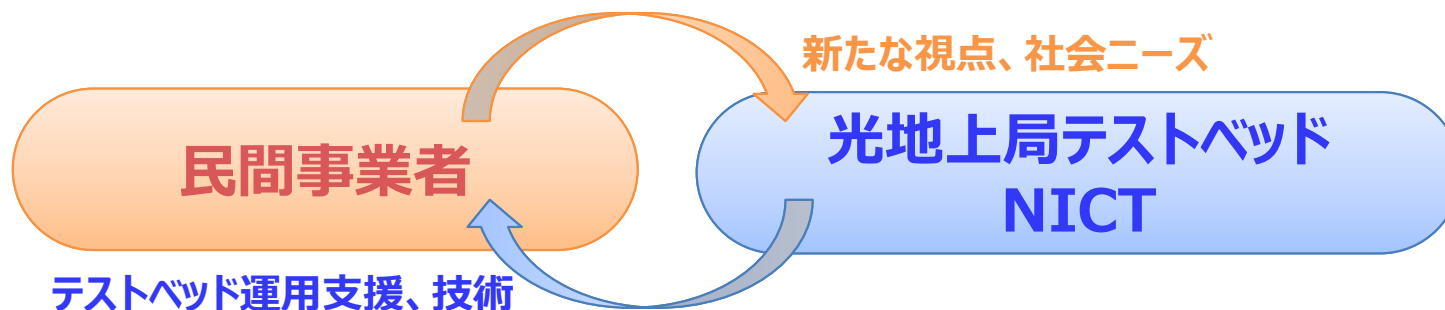 新たな視点、社会ニーズ
民間事業者
光地上局テストベッド
NICT
テストベッド運用支援、技術